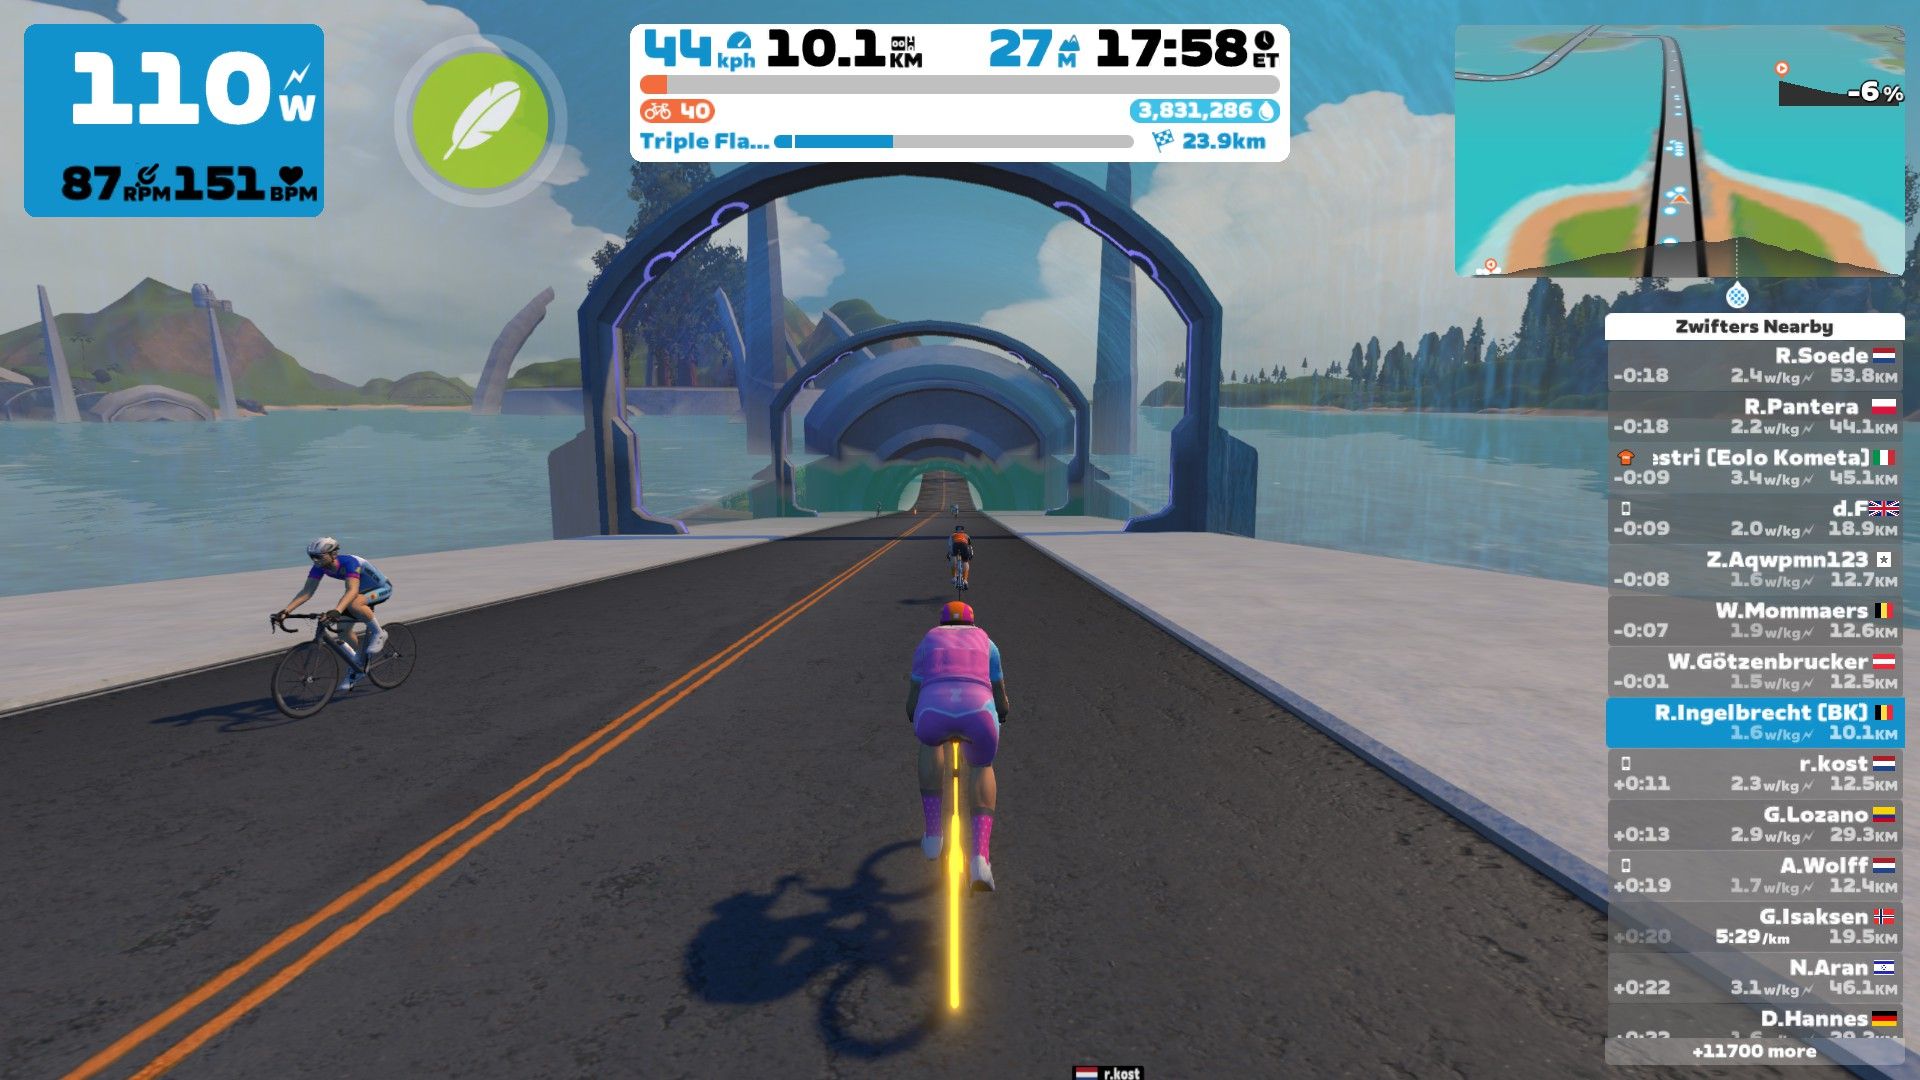 110 W
87 RPM 151 BPM
44 kph 10.1 KM 27 M 17:58 ET
40
3,831,286
Triple Fla...
23.9km
-6%
Zwifters Nearby
R.Soede
-0:18 2.4w/kg 53.8KM
R.Pantera
-0:18 2.2w/kg 44.1KM
estri [Eolo Kometa]
-0:09 3.4w/kg 45.1KM
d.F
-0:09 2.0w/kg 18.9KM
Z.Aqwpmn123
-0:08 1.6w/kg 12.7KM
W.Mommaers
-0:07 1.9w/kg 12.6KM
W.Götzenbrucker
-0:01 1.5w/kg 12.5KM
R.Ingelbrecht [BK]
1.6w/kg 10.1KM
r.kost
+0:11 2.3w/kg 12.5KM
G.Lozano
+0:13 2.9w/kg 29.3KM
A.Wolff
+0:19 1.7w/kg 12.4KM
G.Isaksen
+0:20 5:29/km 19.5KM
N.Aran
+0:22 3.1w/kg 46.1KM
D.Hannes
+11700 more
r.kost